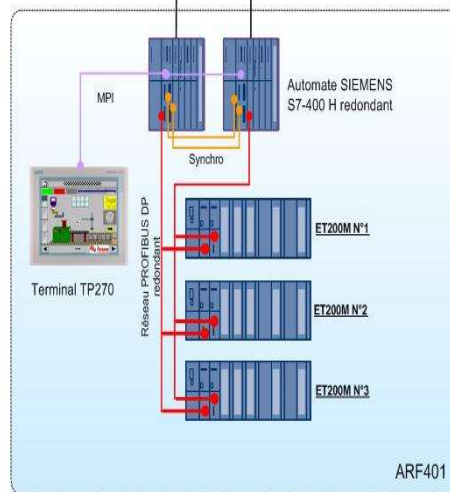 MPI
Automate SIEMENS
S7-400 H redondant
Synchro
Terminal TP270
Réseau PROFIBUS DP
redondant
ET200M N°1
ET200M N°2
ET200M N°3
ARF401